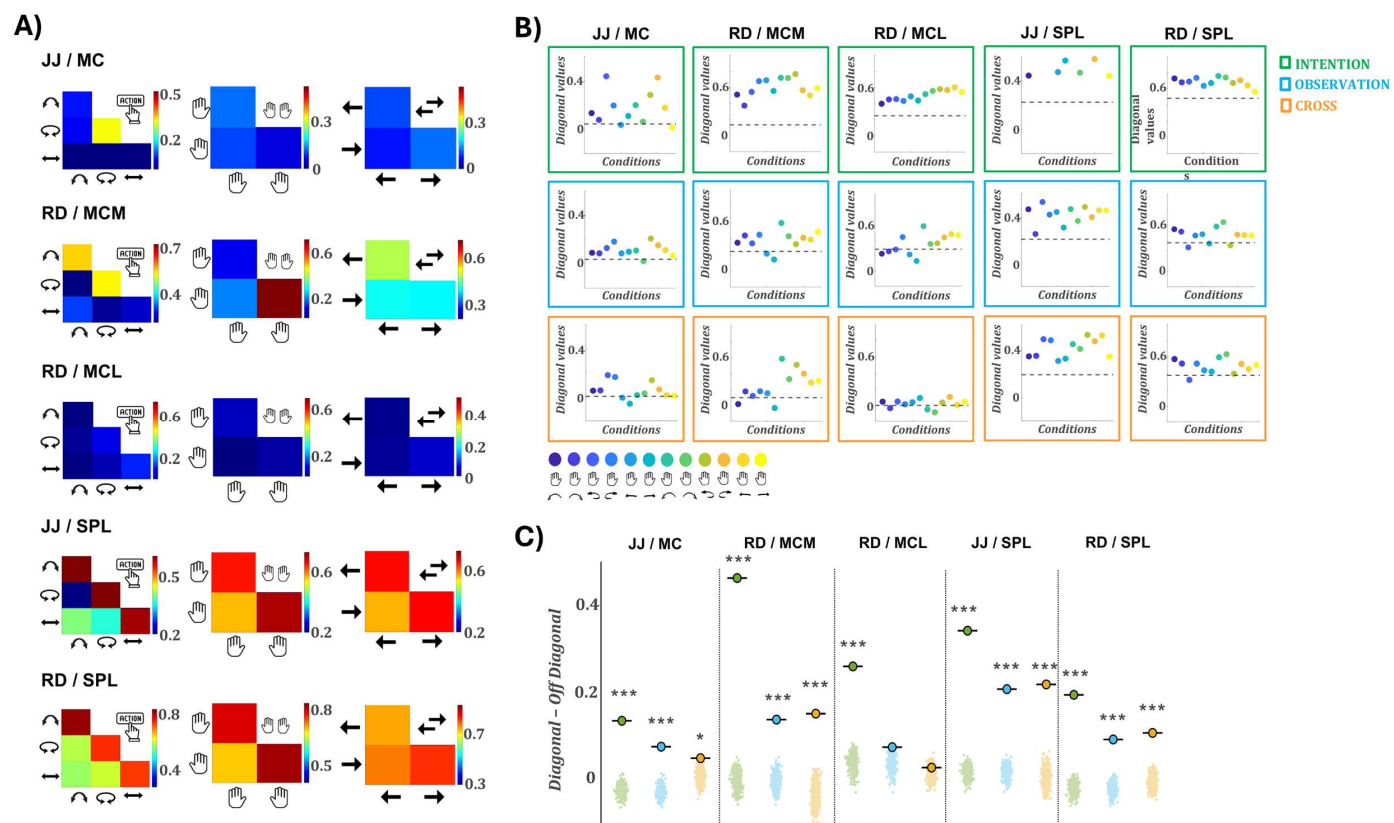 A)
JJ / MC
ACTION
0.5
0.2
0.3
0
0.3
0
RD / MCM
ACTION
0.7
0.4
0.6
0.2
0.6
0.3
RD / MCL
ACTION
0.6
0.2
0.6
0.2
0.4
0.2
0
JJ / SPL
ACTION
0.5
0.2
0.6
0.2
0.6
0.2
RD / SPL
ACTION
0.8
0.4
0.8
0.5
0.7
0.3
B)
JJ / MC
RD / MCM
RD / MCL
JJ / SPL
RD / SPL
INTENTION
OBSERVATION
CROSS
Diagonal values
0.4
0
Conditions
Diagonal values
0.6
0
Conditions
Diagonal values
0.6
0
Conditions
Diagonal values
0.4
0
Conditions
Diagonal
values
0.6
0
Condition
s
Diagonal values
0.4
0
Conditions
Diagonal values
0.6
0
Conditions
Diagonal values
0.6
0
Conditions
Diagonal values
0.4
0
Conditions
Diagonal values
0.6
0
Conditions
Diagonal values
0.4
0
Conditions
Diagonal values
0.6
0
Conditions
Diagonal values
0.6
0
Conditions
Diagonal values
0.4
0
Conditions
Diagonal values
0.6
0
Conditions
C)
JJ / MC
RD / MCM
RD / MCL
JJ / SPL
RD / SPL
Diagonal – Off Diagonal
0.4
0.2
0
***
***
*
***
***
***
***
***
***
***
***
***
***